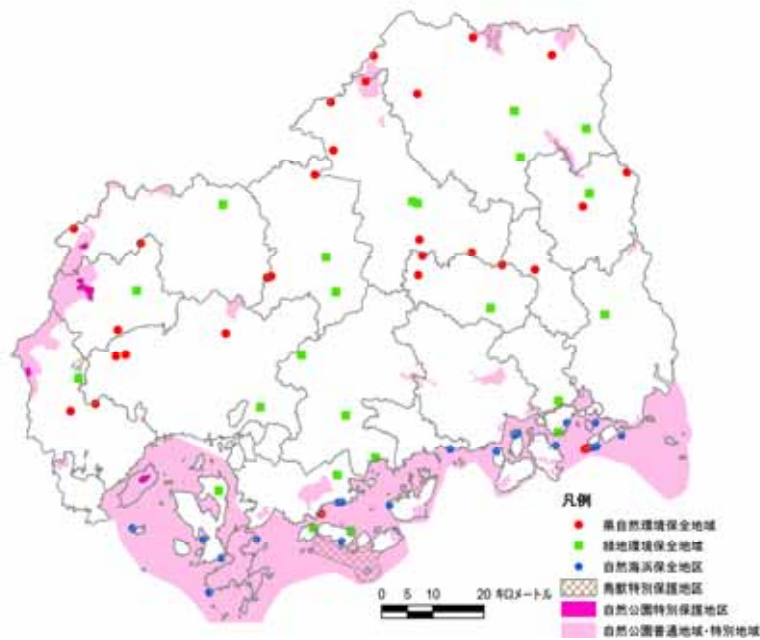 凡例
県自然環境保全地域
緑地環境保全地域
自然海浜保全地区
鳥獣特別保護地区
自然公園特別保護地区
自然公園普通地域・特別地域
0 5 10 20 キロメートル